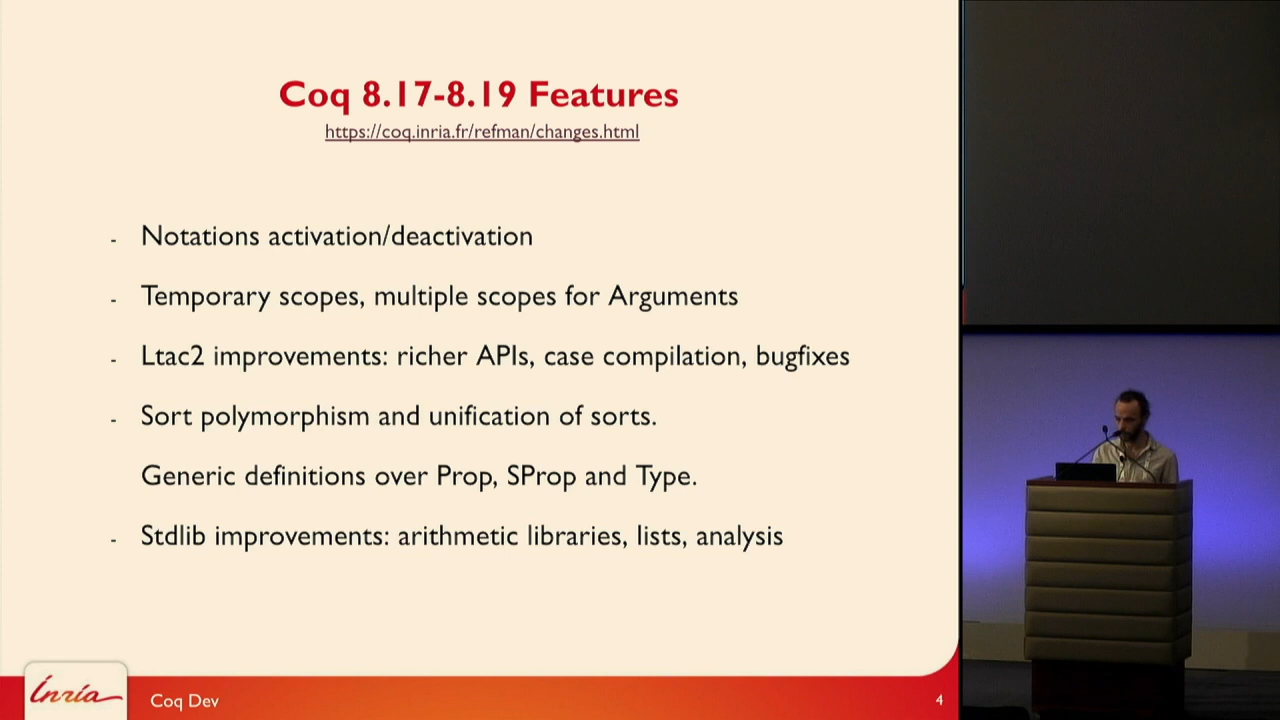 Coq 8.17-8.19 Features
https://coq.inria.fr/refman/changes.html
- Notations activation/deactivation
- Temporary scopes, multiple scopes for Arguments
- Ltac2 improvements: richer APIs, case compilation, bugfixes
- Sort polymorphism and unification of sorts.
Generic definitions over Prop, SProp and Type.
- Stdlib improvements: arithmetic libraries, lists, analysis
Inria
Coq Dev
4